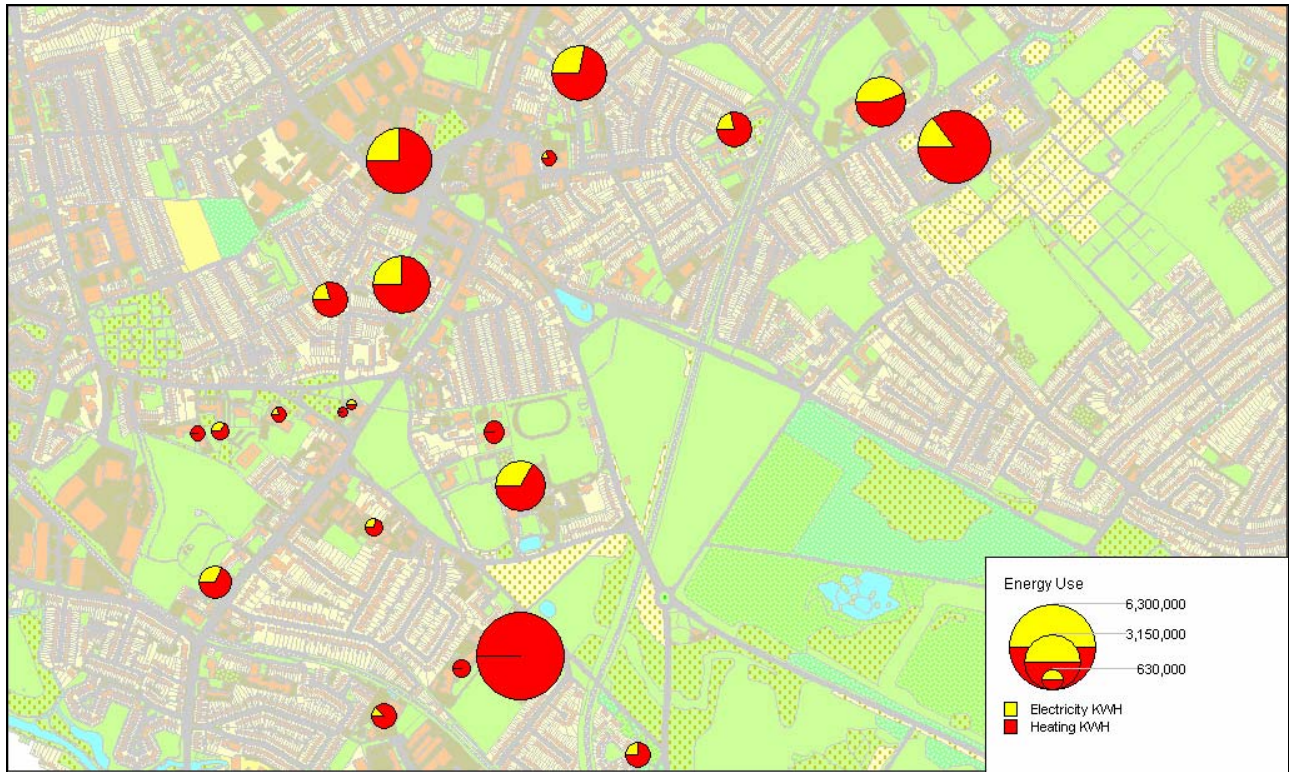 Energy Use
6,300,000
3,150,000
630,000
Electricity KWH
Heating KWH